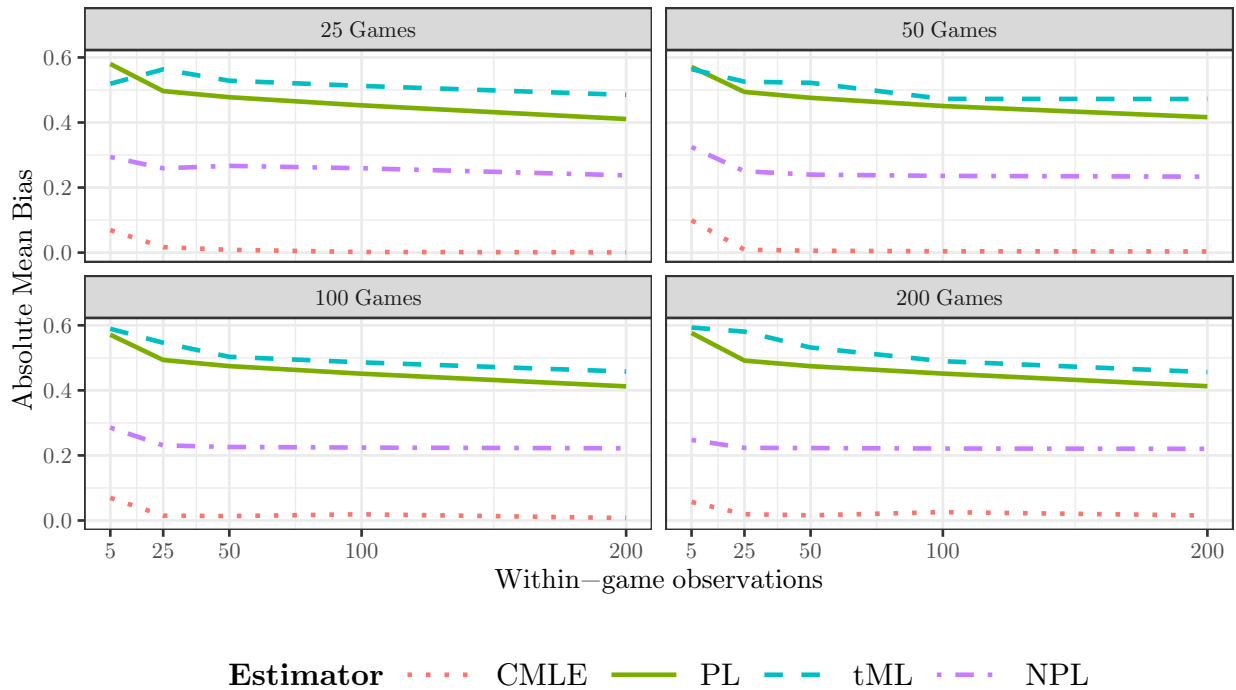 25 Games
50 Games
0.6
0.4
0.2
0.0
100 Games
200 Games
0.6
0.4
0.2
0.0
5 25 50 100 200
5 25 50 100 200
Absolute Mean Bias
Within−game observations
Estimator CMLE PL tML NPL